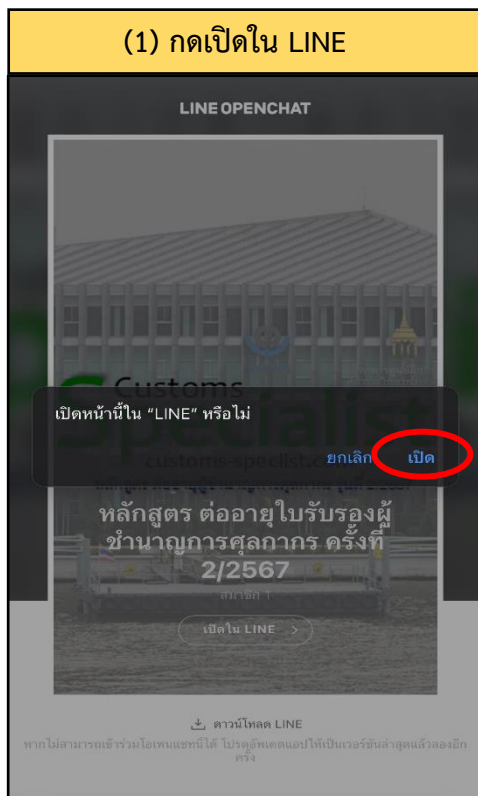 (1) กดเปิดใน LINE
LINE OPENCHAT
Customs
Specialist
เปิดหน้านี้ใน “LINE” หรือไม่
ยกเลิก
เปิด
หลักสูตร ต่ออายุใบรับรองผู้
ชำนาญการศุลกากร ครั้งที่
2/2567
สมาชิก 1
เปิดใน LINE >
ดาวน์โหลด LINE
หากไม่สามารถเข้าร่วมโอเพนแชทนี้ได้ โปรดอัพเดตแอปให้เป็นเวอร์ชันล่าสุดแล้วลองอีก
ครั้ง